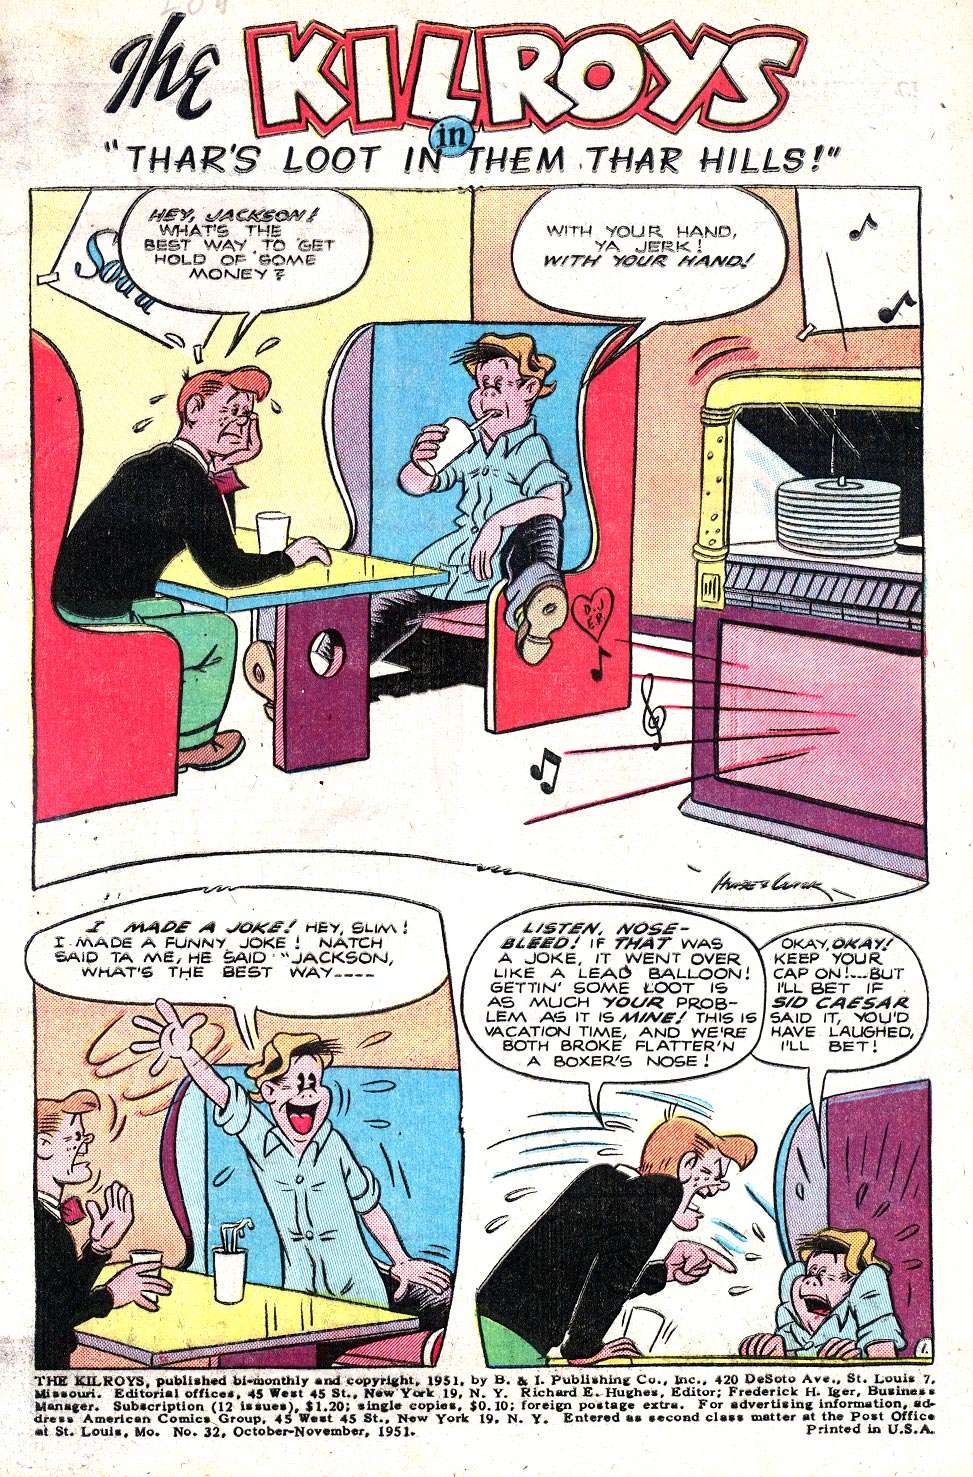 The KILROYS
in
"THAR'S LOOT IN THEM THAR HILLS!"
HEY, JACKSON!
WHAT'S THE
BEST WAY TO GET
HOLD OF SOME
MONEY?
WITH YOUR HAND,
YA JERK!
WITH YOUR HAND!
Soda
I MADE A JOKE! HEY, SLIM!
I MADE A FUNNY JOKE! NATCH
SAID TA ME, HE SAID "JACKSON,
WHAT'S THE BEST WAY----
LISTEN, NOSE-
BLEED! IF THAT WAS
A JOKE, IT WENT OVER
LIKE A LEAD BALLOON!
GETTIN' SOME LOOT IS
AS MUCH YOUR PROB-
LEM AS IT IS MINE! THIS IS
VACATION TIME, AND WE'RE
BOTH BROKE FLATTER'N
A BOXER'S NOSE!
OKAY, OKAY!
KEEP YOUR
CAP ON!--BUT
I'LL BET IF
SID CAESAR
SAID IT, YOU'D
HAVE LAUGHED,
I'LL BET!
1.
THE KILROYS, published bi-monthly and copyright, 1951, by B. & I. Publishing Co., Inc., 420 DeSoto Ave., St. Louis 7,
Missouri. Editorial offices, 45 West 45 St., New York 19, N. Y. Richard E. Hughes, Editor; Frederick H. Iger, Business
Manager. Subscription (12 issues), $1.20; single copies, $0.10; foreign postage extra. For advertising information, ad-
dress American Comics Group, 45 West 45 St., New York 19, N. Y. Entered as second class matter at the Post Office
at St. Louis, Mo. No. 32, October-November, 1951.
Printed in U.S.A.